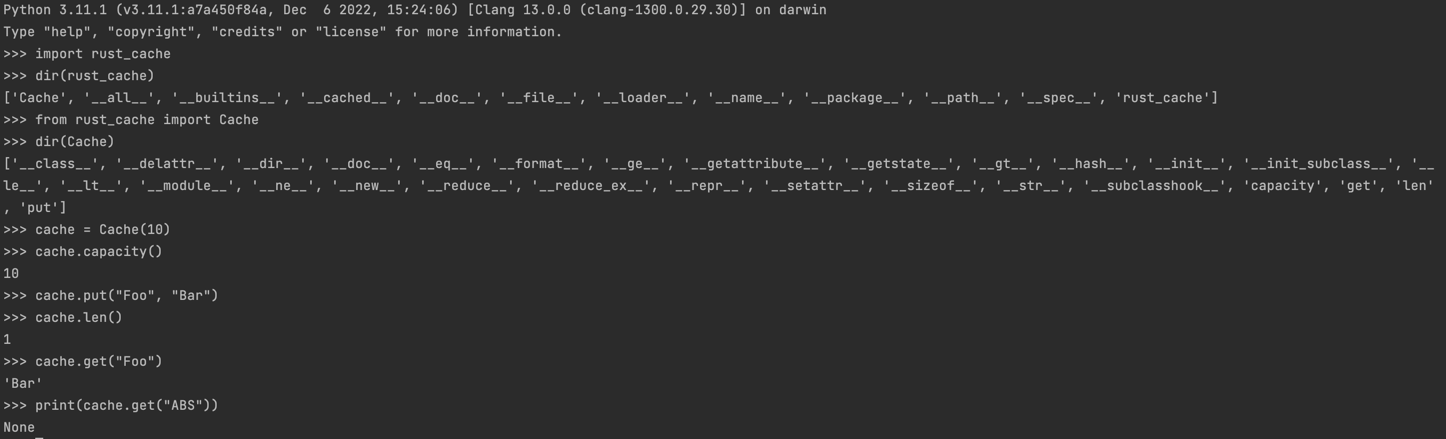 Python 3.11.1 (v3.11.1:a7a450f84a, Dec  6 2022, 15:24:06) [Clang 13.0.0 (clang-1300.0.29.30)] on darwin
Type "help", "copyright", "credits" or "license" for more information.
>>> import rust_cache
>>> dir(rust_cache)
['Cache', '__all__', '__builtins__', '__cached__', '__doc__', '__file__', '__loader__', '__name__', '__package__', '__path__', '__spec__', 'rust_cache']
>>> from rust_cache import Cache
>>> dir(Cache)
['__class__', '__delattr__', '__dir__', '__doc__', '__eq__', '__format__', '__ge__', '__getattribute__', '__getstate__', '__gt__', '__hash__', '__init__', '__init_subclass__', '__
le__', '__lt__', '__module__', '__ne__', '__new__', '__reduce__', '__reduce_ex__', '__repr__', '__setattr__', '__sizeof__', '__str__', '__subclasshook__', 'capacity', 'get', 'len'
, 'put']
>>> cache = Cache(10)
>>> cache.capacity()
10
>>> cache.put("Foo", "Bar")
>>> cache.len()
1
>>> cache.get("Foo")
'Bar'
>>> print(cache.get("ABS"))
None